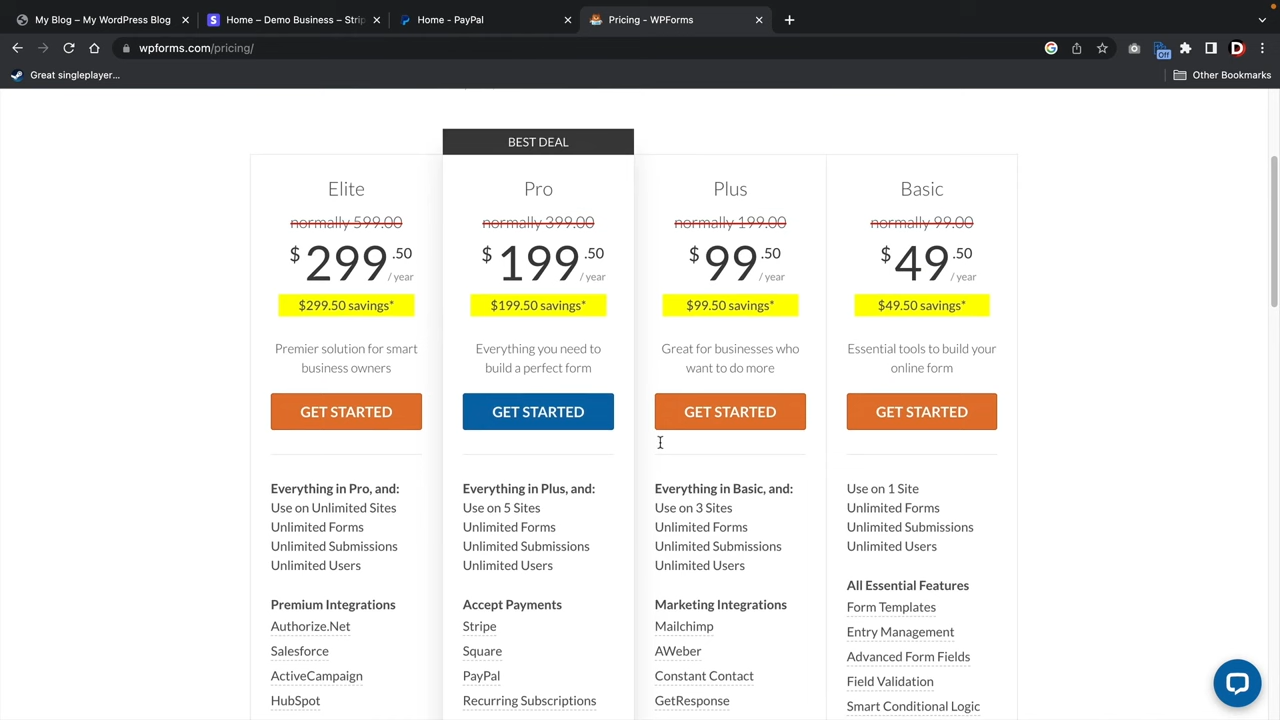 My Blog – My WordPress Blog
Home – Demo Business – Strip
Home - PayPal
Pricing - WPForms
wpforms.com/pricing/
Off
D
Great singleplayer...
Other Bookmarks
BEST DEAL
Elite
normally 599.00
$299.50 / year
$299.50 savings*
Premier solution for smart
business owners
GET STARTED
Everything in Pro, and:
Use on Unlimited Sites
Unlimited Forms
Unlimited Submissions
Unlimited Users
Premium Integrations
Authorize.Net
Salesforce
ActiveCampaign
HubSpot
Pro
normally 399.00
$199.50 / year
$199.50 savings*
Everything you need to
build a perfect form
GET STARTED
Everything in Plus, and:
Use on 5 Sites
Unlimited Forms
Unlimited Submissions
Unlimited Users
Accept Payments
Stripe
Square
PayPal
Recurring Subscriptions
Plus
normally 199.00
$99.50 / year
$99.50 savings*
Great for businesses who
want to do more
GET STARTED
Everything in Basic, and:
Use on 3 Sites
Unlimited Forms
Unlimited Submissions
Unlimited Users
Marketing Integrations
Mailchimp
AWeber
Constant Contact
GetResponse
Basic
normally 99.00
$49.50 / year
$49.50 savings*
Essential tools to build your
online form
GET STARTED
Use on 1 Site
Unlimited Forms
Unlimited Submissions
Unlimited Users
All Essential Features
Form Templates
Entry Management
Advanced Form Fields
Field Validation
Smart Conditional Logic